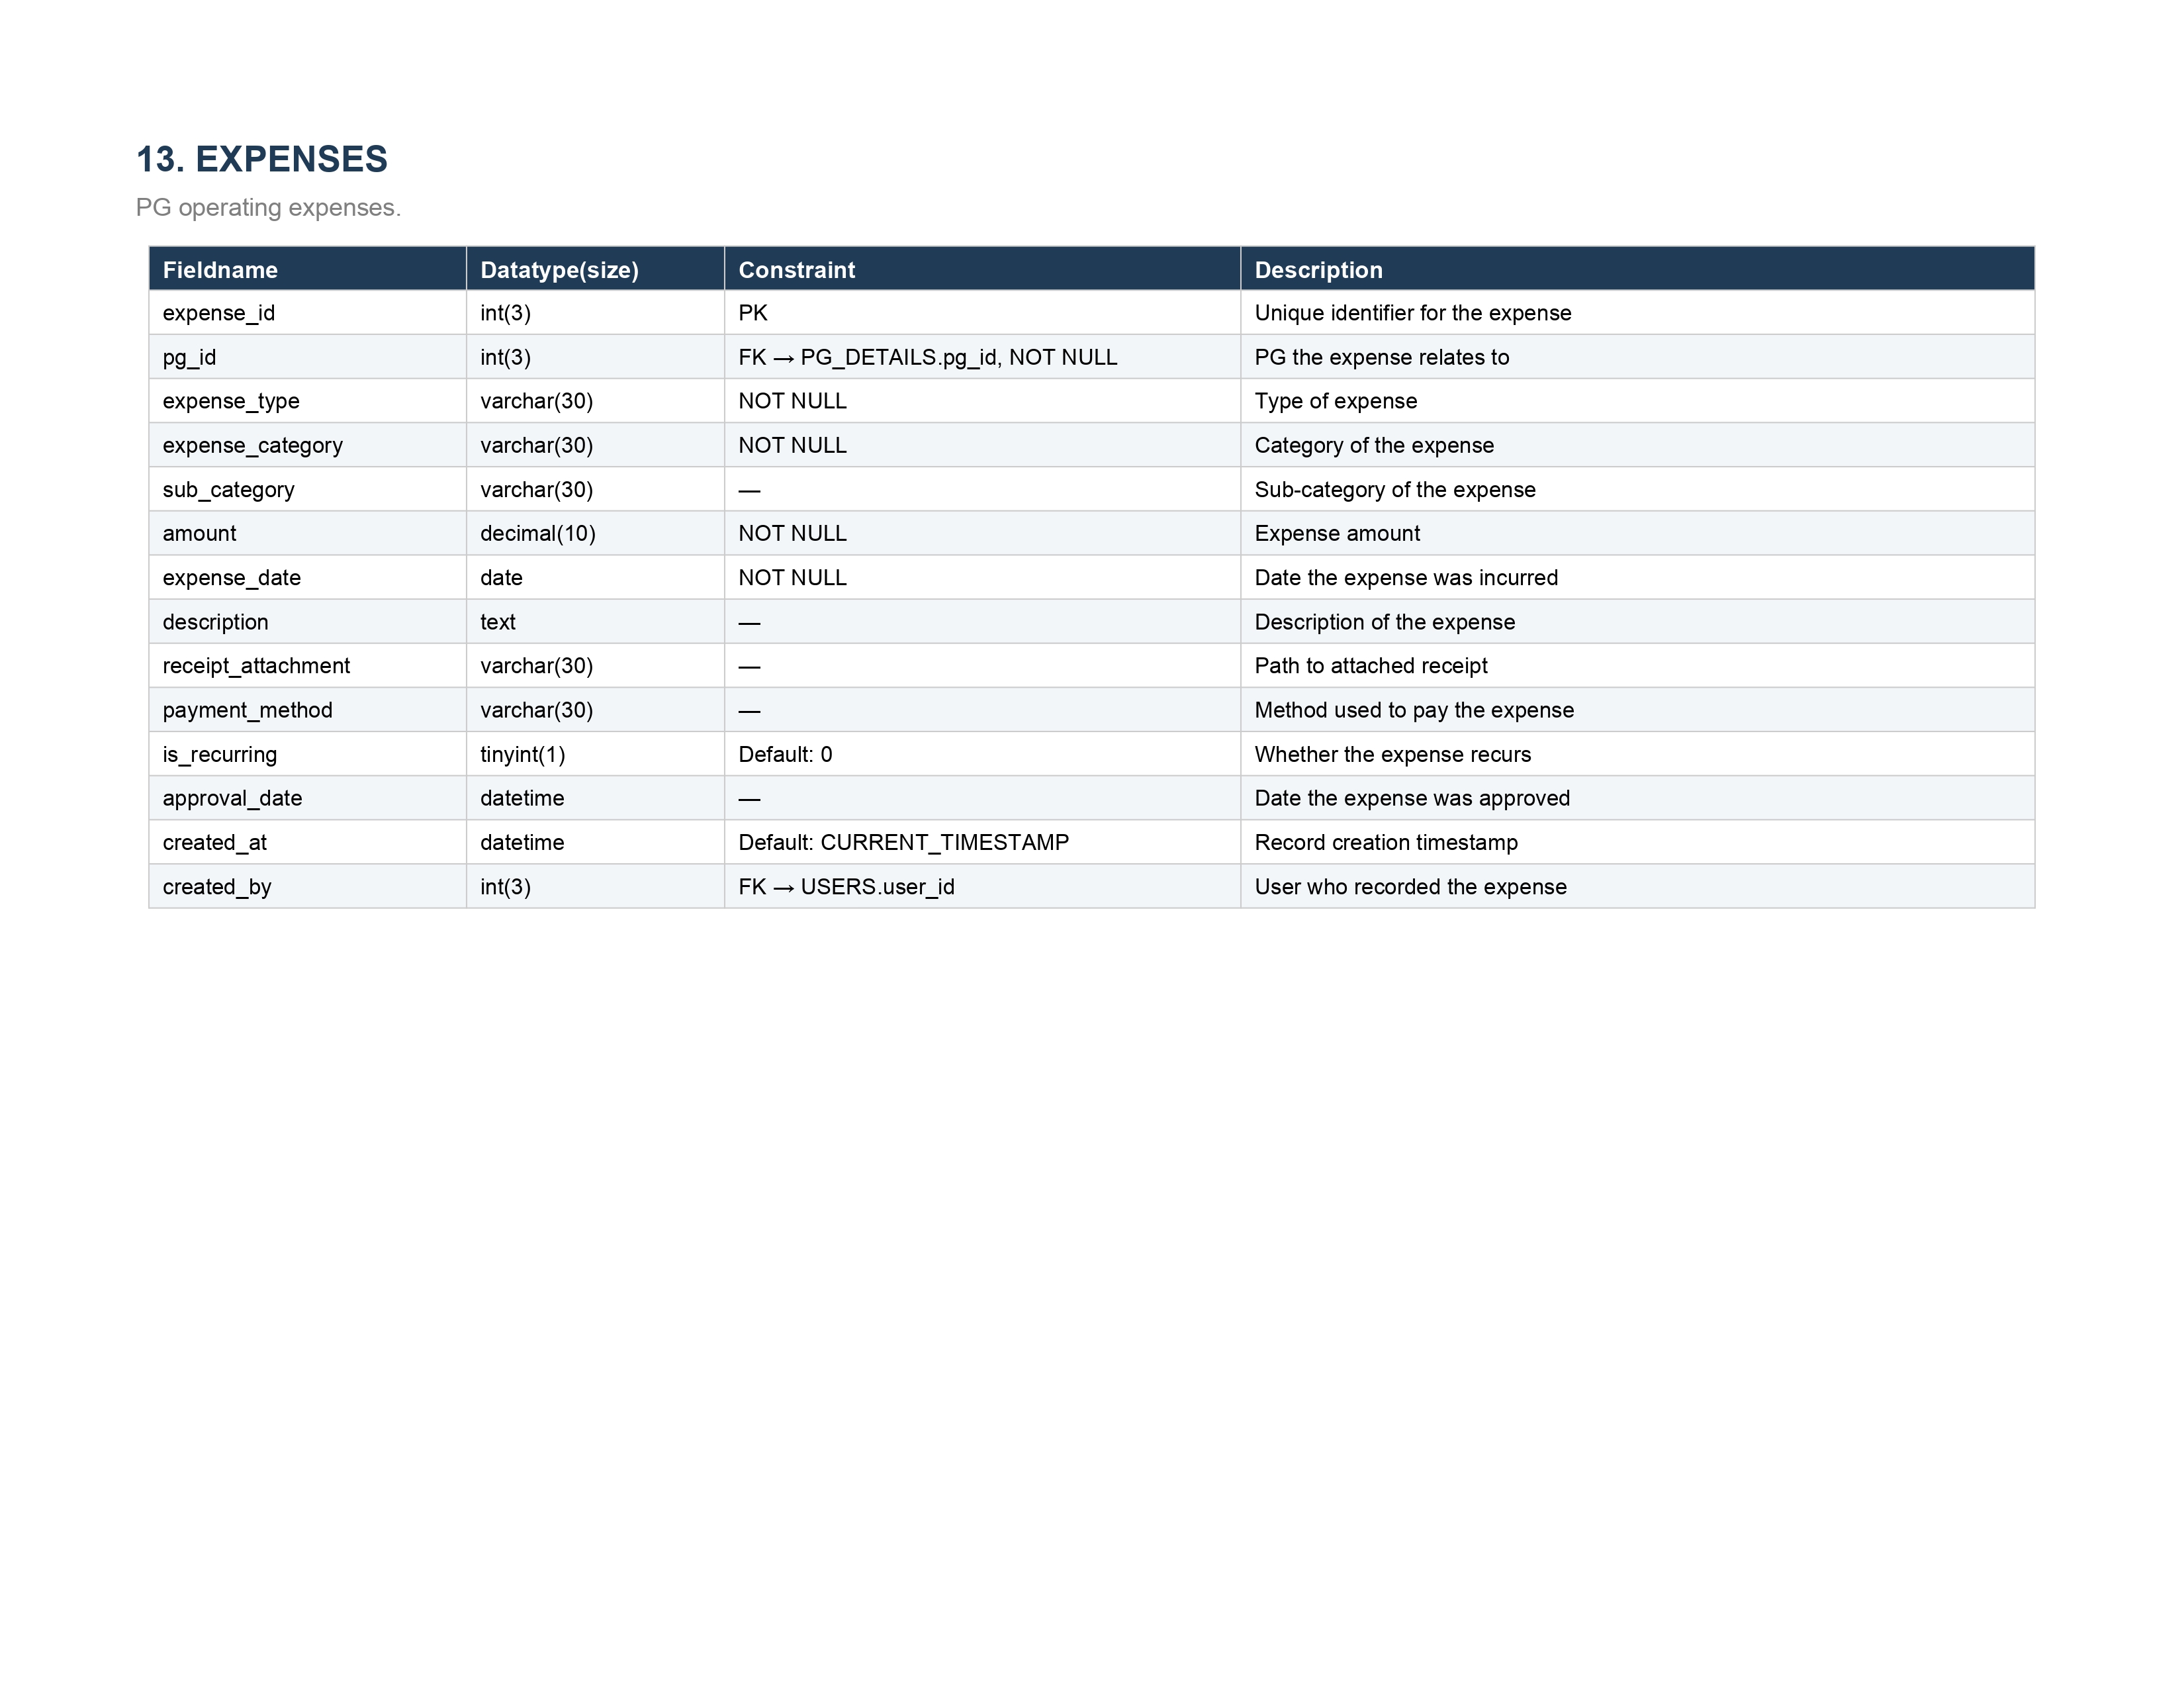 13. EXPENSES
PG operating expenses.
Fieldname Datatype(size) Constraint Description
expense_id int(3) PK Unique identifier for the expense
pg_id int(3) FK → PG_DETAILS.pg_id, NOT NULL PG the expense relates to
expense_type varchar(30) NOT NULL Type of expense
expense_category varchar(30) NOT NULL Category of the expense
sub_category varchar(30) — Sub-category of the expense
amount decimal(10) NOT NULL Expense amount
expense_date date NOT NULL Date the expense was incurred
description text — Description of the expense
receipt_attachment varchar(30) — Path to attached receipt
payment_method varchar(30) — Method used to pay the expense
is_recurring tinyint(1) Default: 0 Whether the expense recurs
approval_date datetime — Date the expense was approved
created_at datetime Default: CURRENT_TIMESTAMP Record creation timestamp
created_by int(3) FK → USERS.user_id User who recorded the expense